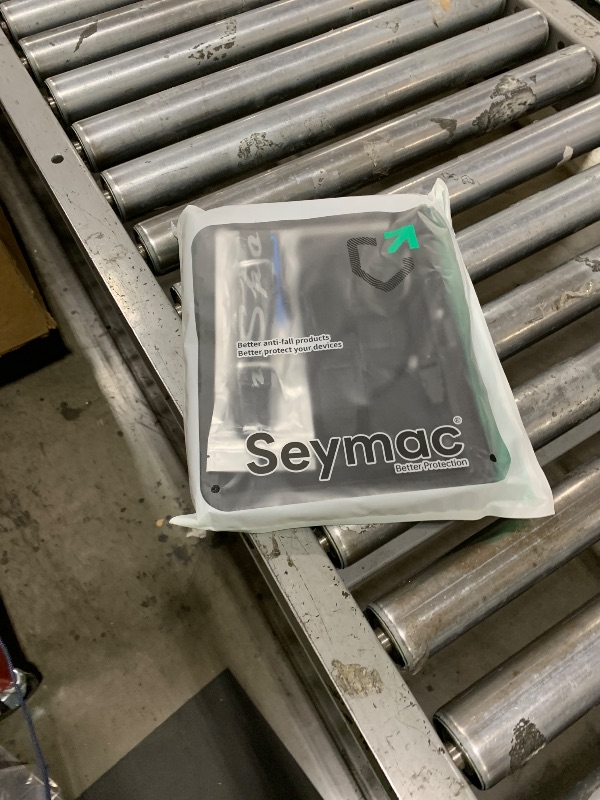 Better anti-fall products
Better protect your devices
Seymac®
Better Protection